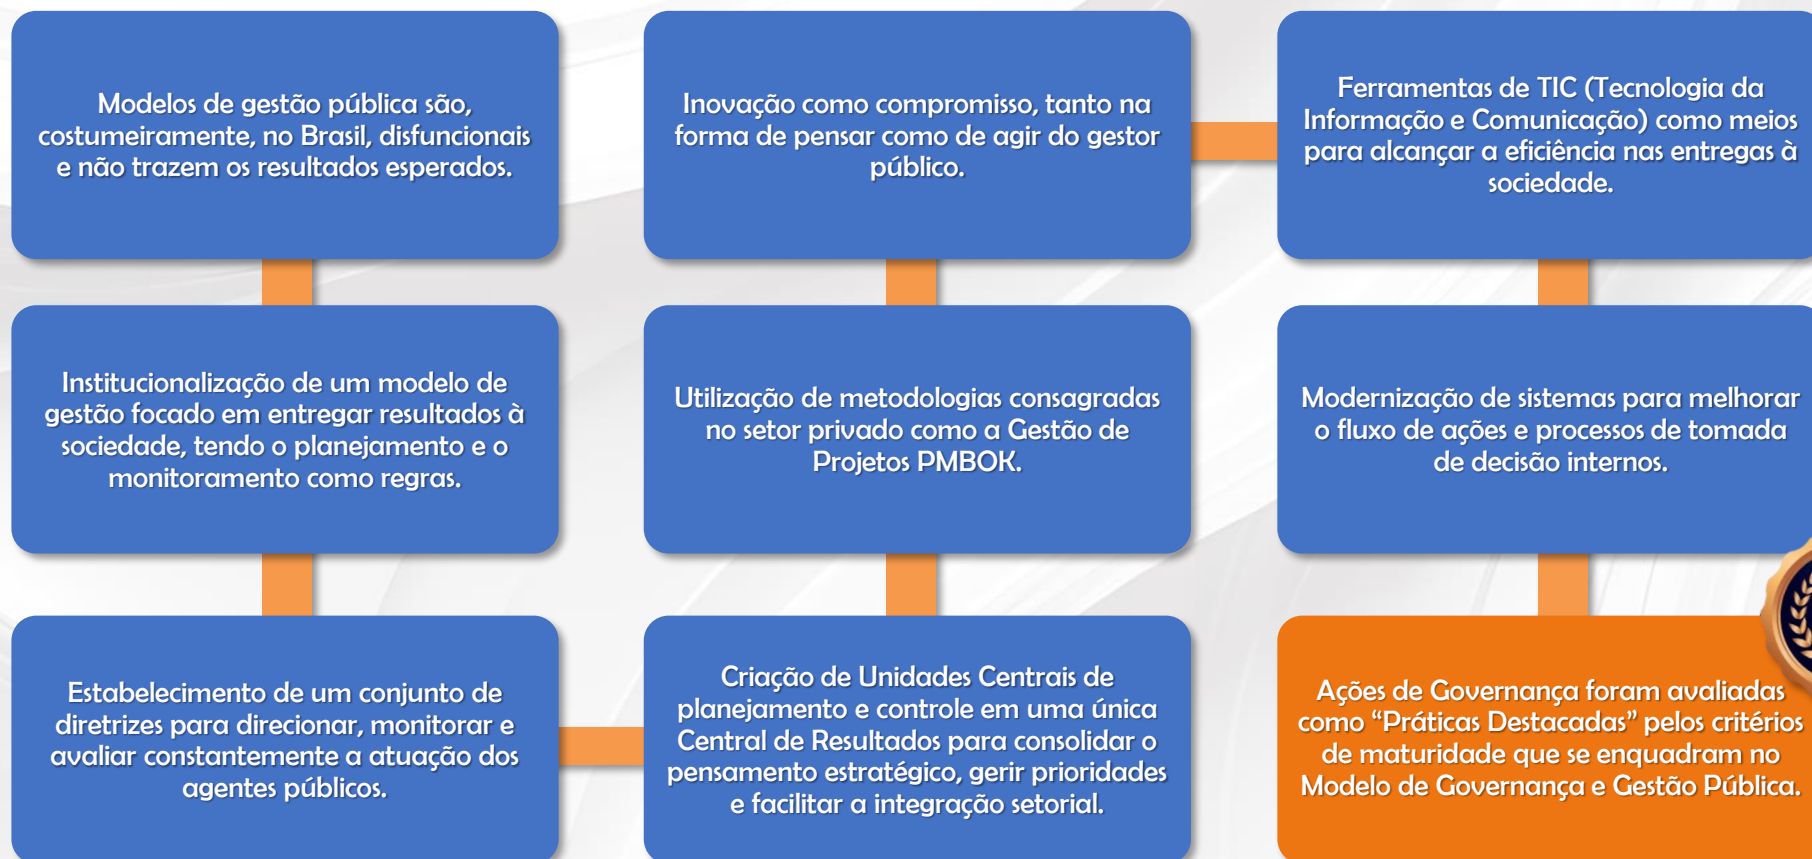 Modelos de gestão pública são,
costumeiramente, no Brasil, disfuncionais
e não trazem os resultados esperados.
Institucionalização de um modelo de
gestão focado em entregar resultados à
sociedade, tendo o planejamento e o
monitoramento como regras.
Estabelecimento de um conjunto de
diretrizes para direcionar, monitorar e
avaliar constantemente a atuação dos
agentes públicos.
Criação de Unidades Centrais de
planejamento e controle em uma única
Central de Resultados para consolidar o
pensamento estratégico, gerir prioridades
e facilitar a integração setorial.
Utilização de metodologias consagradas
no setor privado como a Gestão de
Projetos PMBOK.
Inovação como compromisso, tanto na
forma de pensar como de agir do gestor
público.
Ferramentas de TIC (Tecnologia da
Informação e Comunicação) como meios
para alcançar a eficiência nas entregas à
sociedade.
Modernização de sistemas para melhorar
o fluxo de ações e processos de tomada
de decisão internos.
Ações de Governança foram avaliadas
como “Práticas Destacadas” pelos critérios
de maturidade que se enquadram no
Modelo de Governança e Gestão Pública.